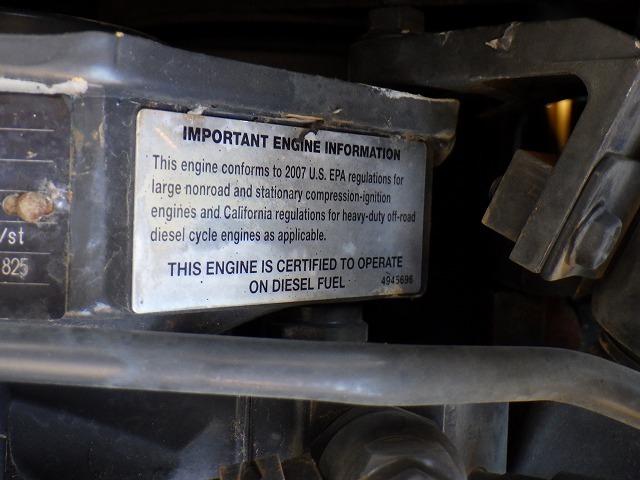 IMPORTANT ENGINE INFORMATION
This engine conforms to 2007 U.S. EPA regulations for
large nonroad and stationary compression-ignition
engines and California regulations for heavy-duty off-road
diesel cycle engines as applicable.
THIS ENGINE IS CERTIFIED TO OPERATE
ON DIESEL FUEL
4945696
/st
825